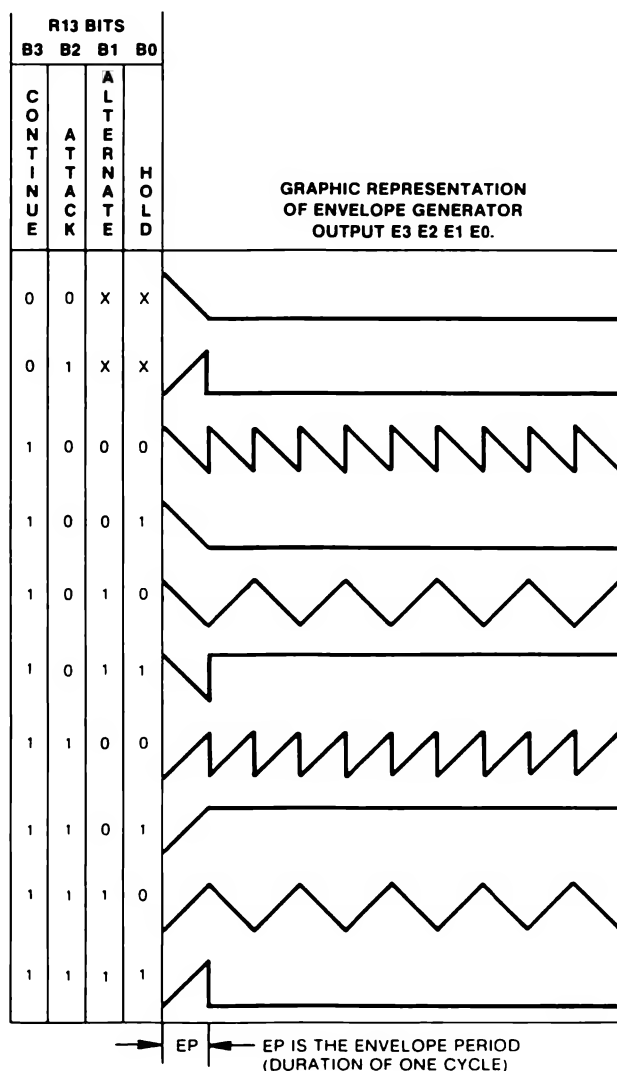 R13 BITS
B3 B2 B1 B0
CONTINUE
ATTACK
ALTERNATE
HOLD
GRAPHIC REPRESENTATION
OF ENVELOPE GENERATOR
OUTPUT E3 E2 E1 E0.
0 0 X X
0 1 X X
1 0 0 0
1 0 0 1
1 0 1 0
1 0 1 1
1 1 0 0
1 1 0 1
1 1 1 0
1 1 1 1
EP EP IS THE ENVELOPE PERIOD
(DURATION OF ONE CYCLE)